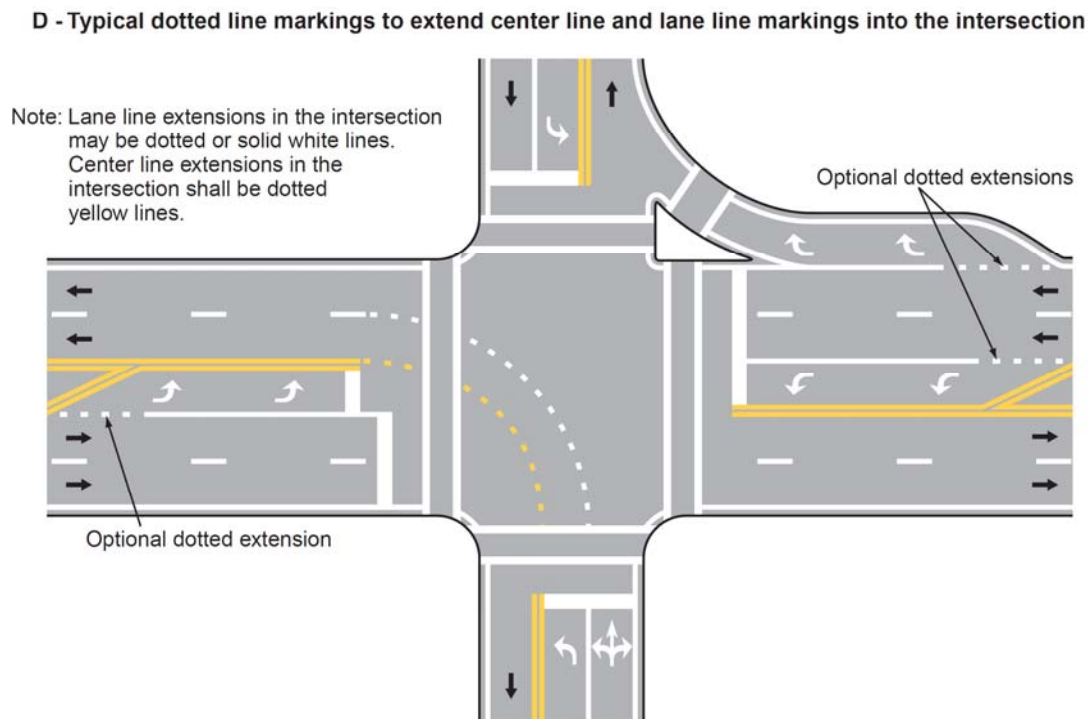 D - Typical dotted line markings to extend center line and lane line markings into the intersection
Note: Lane line extensions in the intersection
may be dotted or solid white lines.
Center line extensions in the
intersection shall be dotted
yellow lines.
Optional dotted extensions
Optional dotted extension